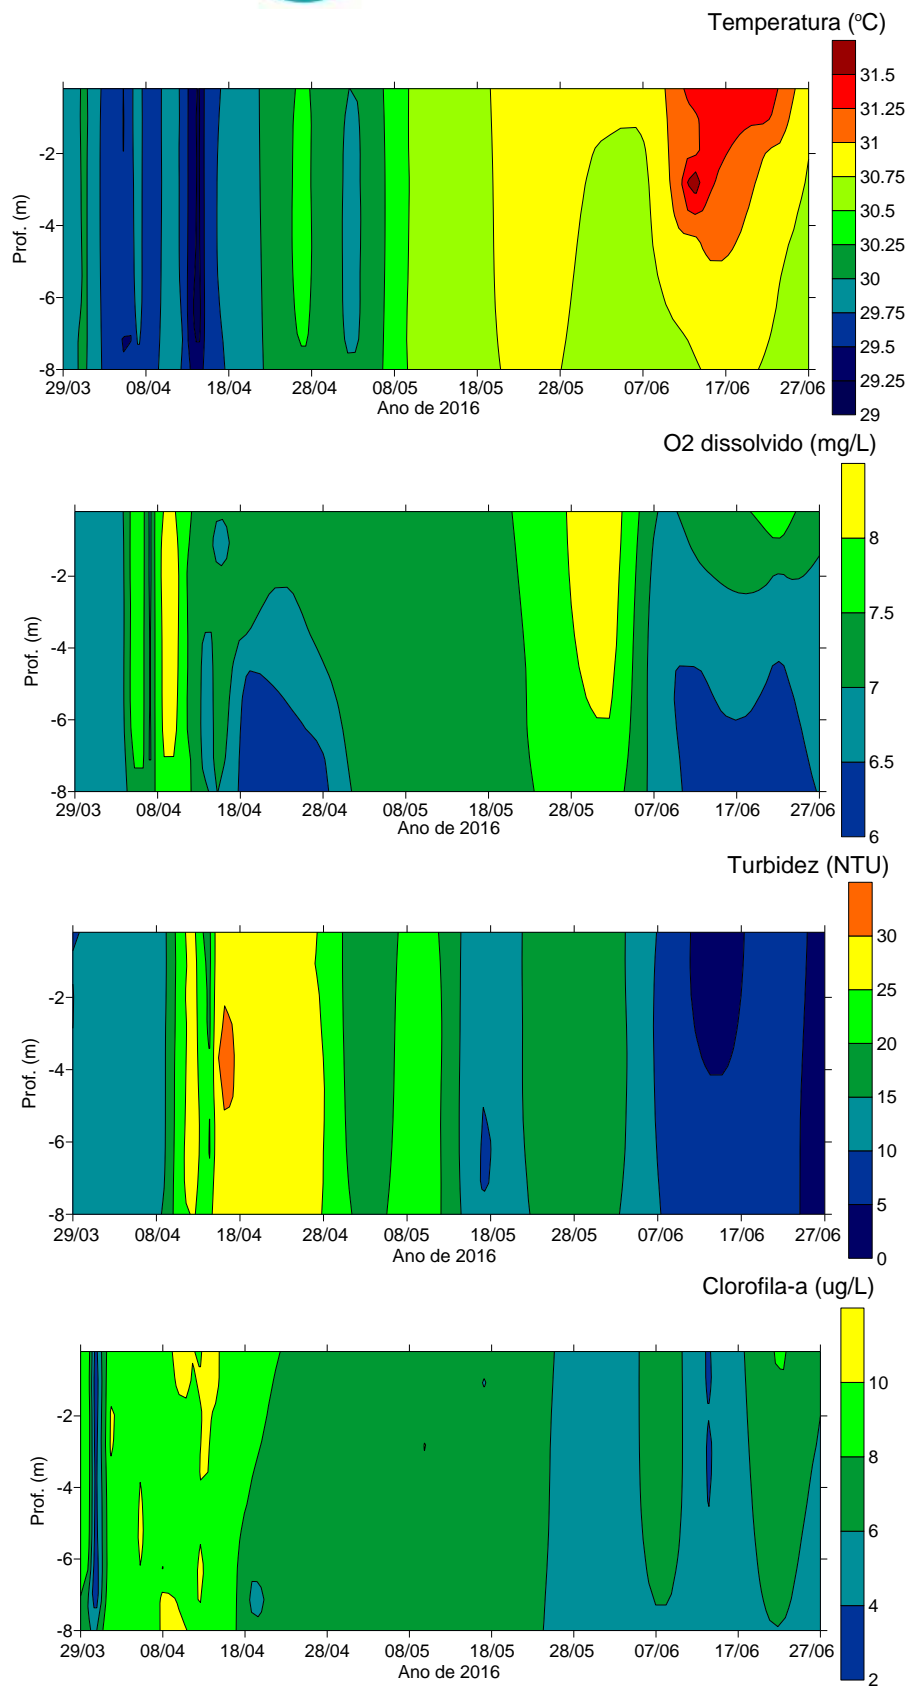 Temperatura (ºC)
31.5
31.25
31
30.75
30.5
30.25
30
29.75
29.5
29.25
29
-2
-4
-6
-8
Prof. (m)
29/03 08/04 18/04 28/04 08/05 18/05 28/05 07/06 17/06 27/06
Ano de 2016
O2 dissolvido (mg/L)
8
7.5
7
6.5
6
-2
-4
-6
-8
Prof. (m)
29/03 08/04 18/04 28/04 08/05 18/05 28/05 07/06 17/06 27/06
Ano de 2016
Turbidez (NTU)
30
25
20
15
10
5
0
-2
-4
-6
-8
Prof. (m)
29/03 08/04 18/04 28/04 08/05 18/05 28/05 07/06 17/06 27/06
Ano de 2016
Clorofila-a (ug/L)
10
8
6
4
2
-2
-4
-6
-8
Prof. (m)
29/03 08/04 18/04 28/04 08/05 18/05 28/05 07/06 17/06 27/06
Ano de 2016